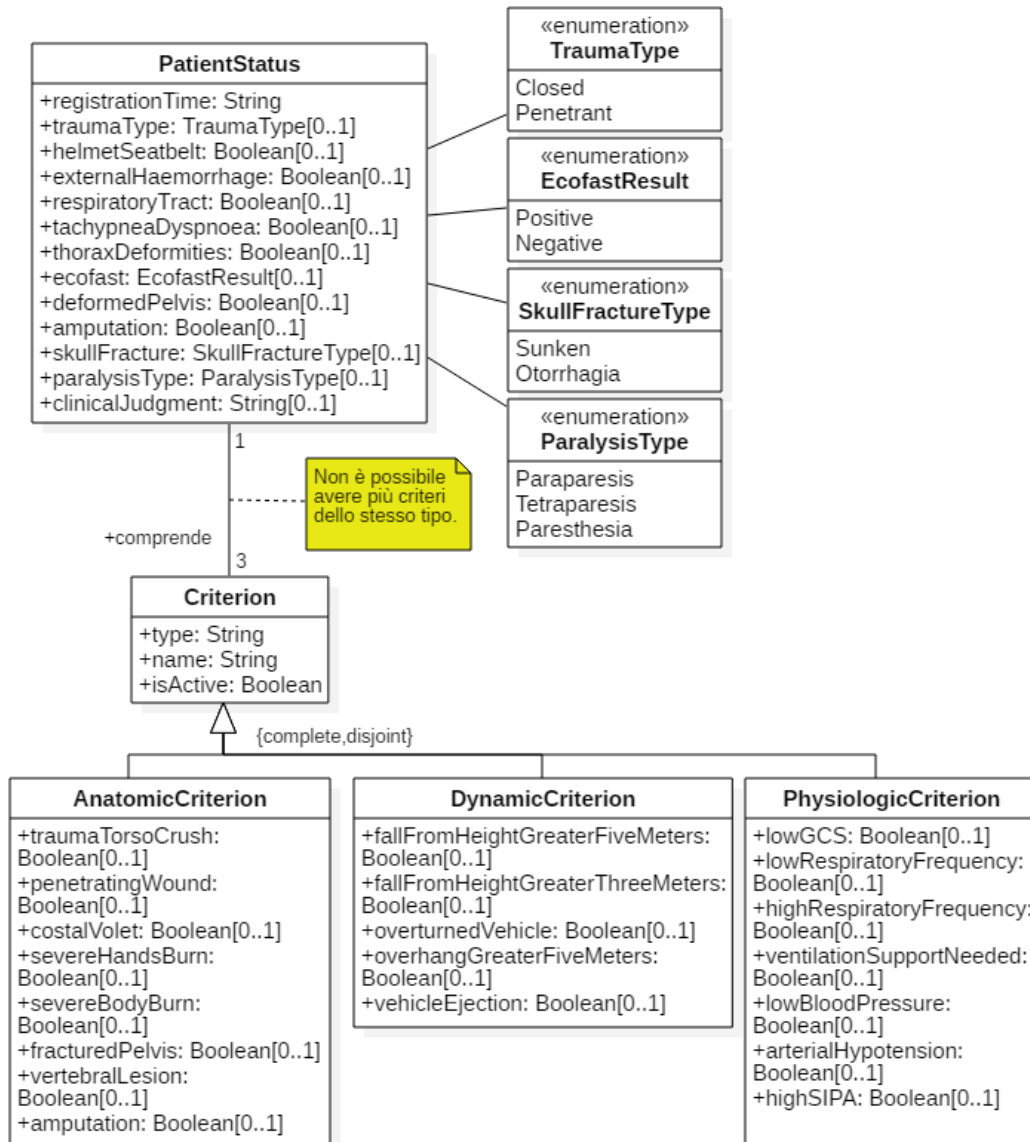 PatientStatus
+registrationTime: String
+traumaType: TraumaType[0..1]
+helmetSeatbelt: Boolean[0..1]
+externalHaemorrhage: Boolean[0..1]
+respiratoryTract: Boolean[0..1]
+tachypneaDyspnoea: Boolean[0..1]
+thoraxDeformities: Boolean[0..1]
+ecofast: EcofastResult[0..1]
+deformedPelvis: Boolean[0..1]
+amputation: Boolean[0..1]
+skullFracture: SkullFractureType[0..1]
+paralysisType: ParalysisType[0..1]
+clinicalJudgment: String[0..1]
«enumeration»
TraumaType
Closed
Penetrant
«enumeration»
EcofastResult
Positive
Negative
«enumeration»
SkullFractureType
Sunken
Otorrhagia
«enumeration»
ParalysisType
Paraparesis
Tetraparesis
Paresthesia
1
Non è possibile
avere più criteri
dello stesso tipo.
+comprende
3
Criterion
+type: String
+name: String
+isActive: Boolean
{complete,disjoint}
AnatomicCriterion
+traumaTorsoCrush:
Boolean[0..1]
+penetratingWound:
Boolean[0..1]
+costalVolet: Boolean[0..1]
+severeHandsBurn:
Boolean[0..1]
+severeBodyBurn:
Boolean[0..1]
+fracturedPelvis: Boolean[0..1]
+vertebralLesion:
Boolean[0..1]
+amputation: Boolean[0..1]
DynamicCriterion
+fallFromHeightGreaterFiveMeters:
Boolean[0..1]
+fallFromHeightGreaterThreeMeters:
Boolean[0..1]
+overturnedVehicle: Boolean[0..1]
+overhangGreaterFiveMeters:
Boolean[0..1]
+vehicleEjection: Boolean[0..1]
PhysiologicCriterion
+lowGCS: Boolean[0..1]
+lowRespiratoryFrequency:
Boolean[0..1]
+highRespiratoryFrequency:
Boolean[0..1]
+ventilationSupportNeeded:
Boolean[0..1]
+lowBloodPressure:
Boolean[0..1]
+arterialHypotension:
Boolean[0..1]
+highSIPA: Boolean[0..1]